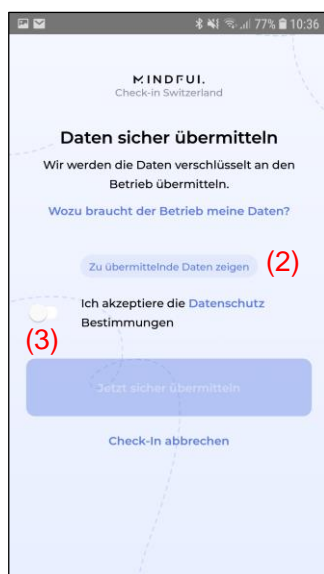 77% 10:36
MINDFUL
Check-in Switzerland
Daten sicher übermitteln
Wir werden die Daten verschlüsselt an den
Betrieb übermitteln.
Wozu braucht der Betrieb meine Daten?
Zu übermittelnde Daten zeigen (2)
Ich akzeptiere die Datenschutz
Bestimmungen
(3)
Jetzt sicher übermitteln
Check-In abbrechen